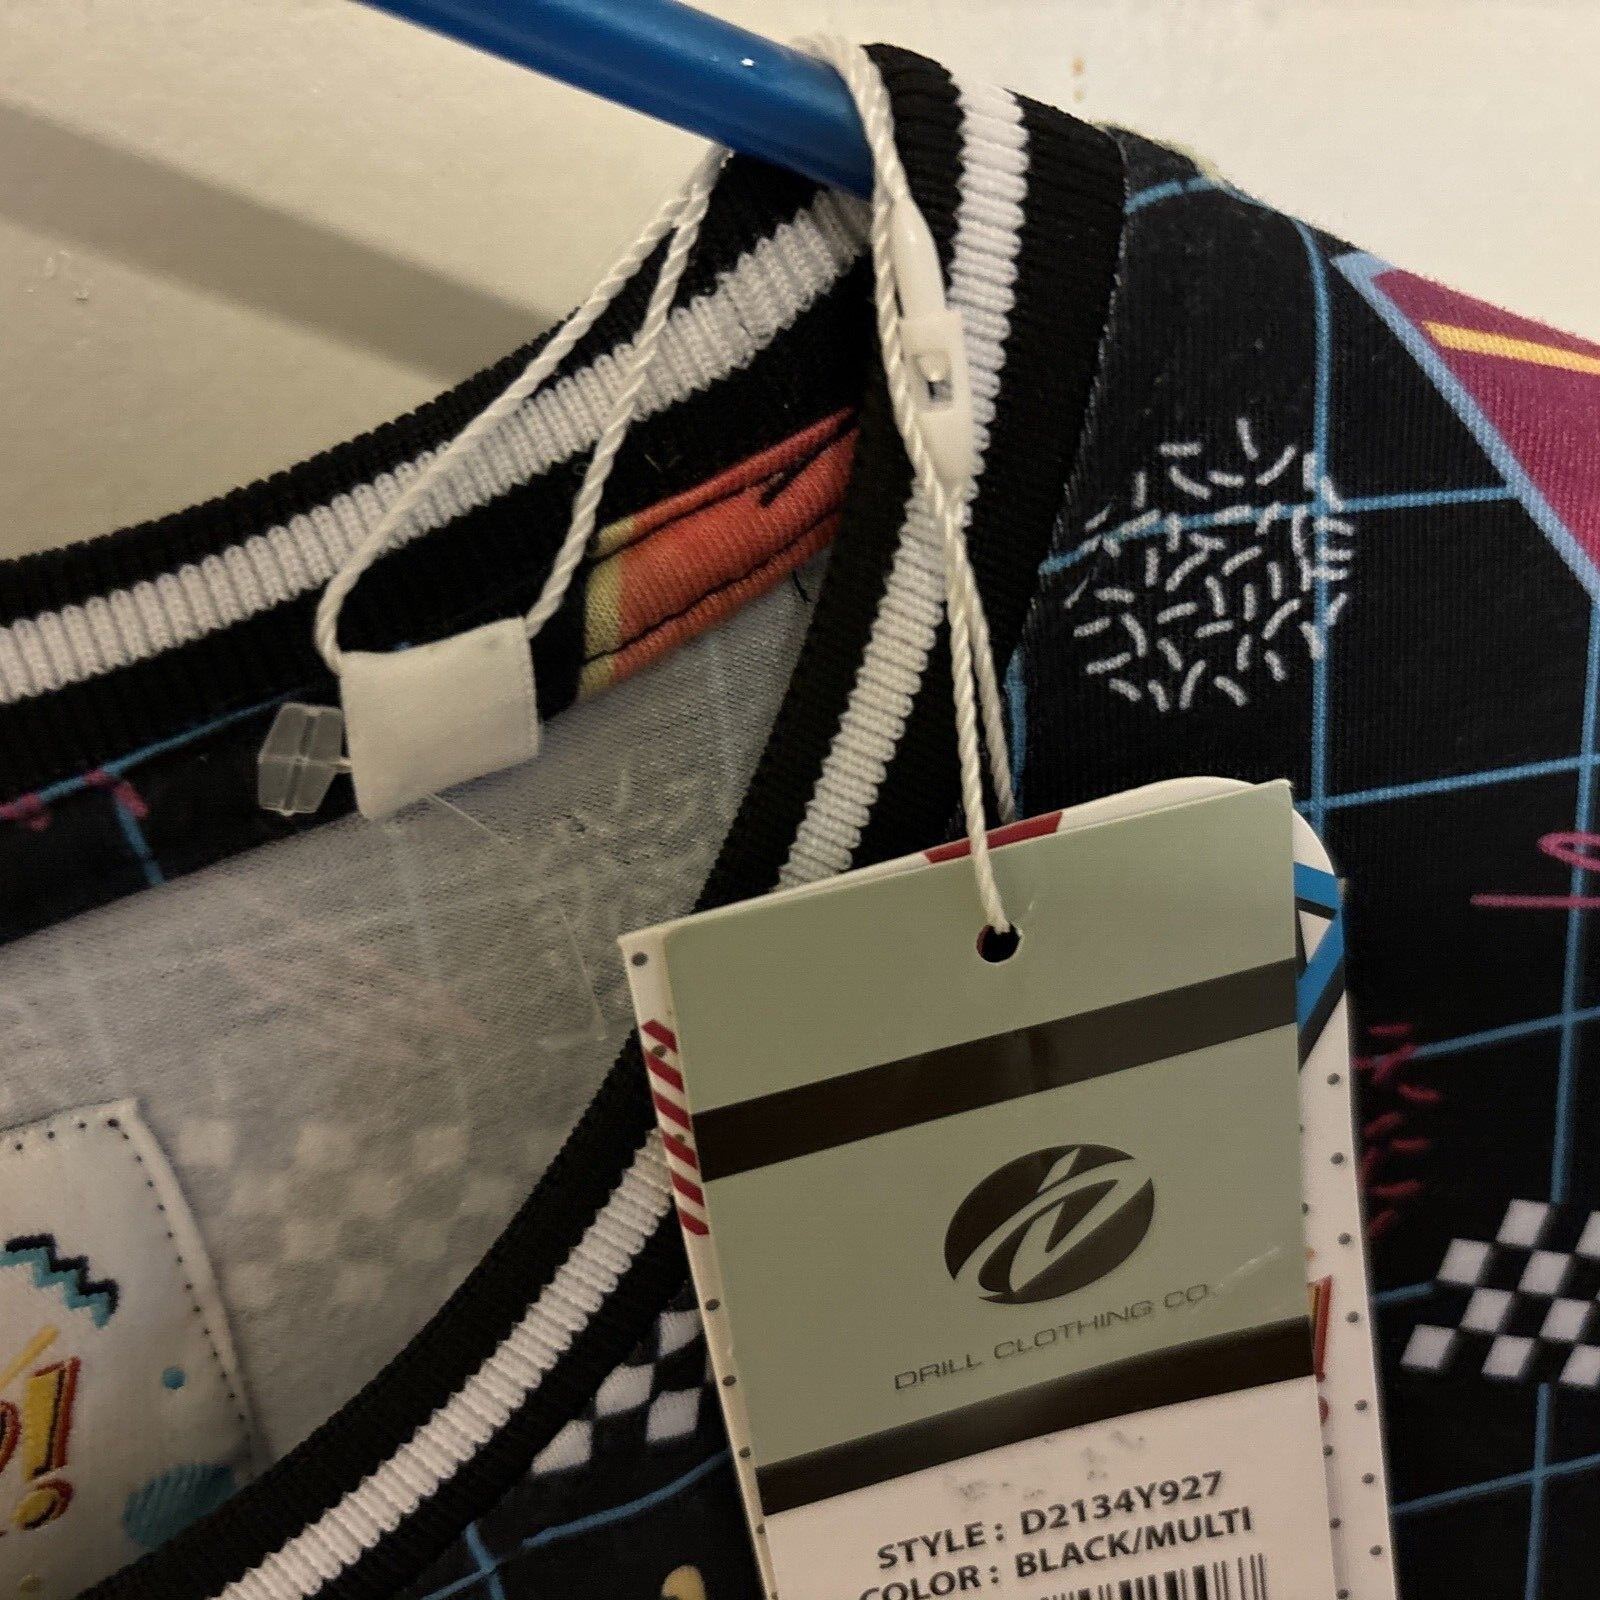 DRILL CLOTHING CO
STYLE : D2134Y927
COLOR : BLACK/MULTI